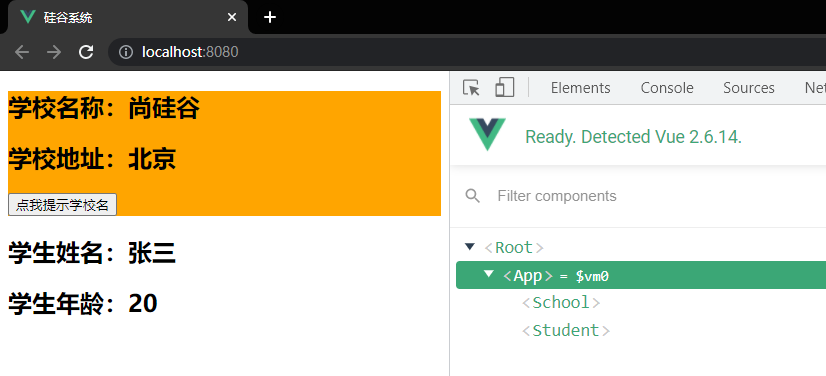 硅谷系统
localhost:8080
学校名称：尚硅谷
学校地址：北京
点我提示学校名
学生姓名：张三
学生年龄：20
Elements Console Sources Net
Ready. Detected Vue 2.6.14.
Filter components
<Root>
<App> = $vm0
<School>
<Student>